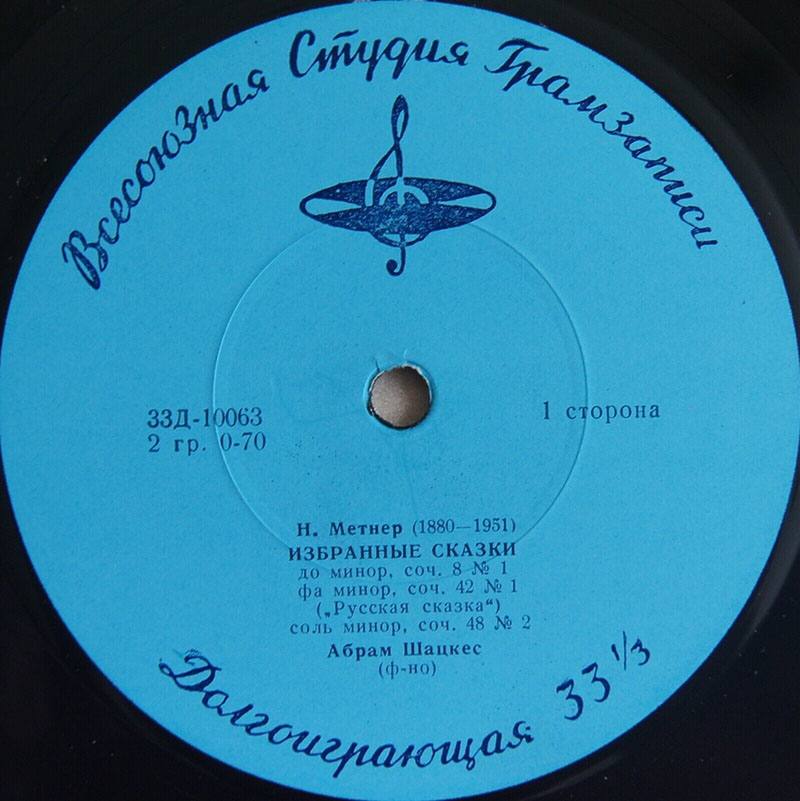 Всесоюзная Студия Грамзаписи
33Д-10063
2 гр. 0-70
1 сторона
Н. Метнер (1880—1951)
ИЗБРАННЫЕ СКАЗКИ
до минор, соч. 8 № 1
фа минор, соч. 42 № 1
(„Русская сказка“)
соль минор, соч. 48 № 2
Абрам Шацкес
(ф-но)
Долгоиграющая 33 1/3